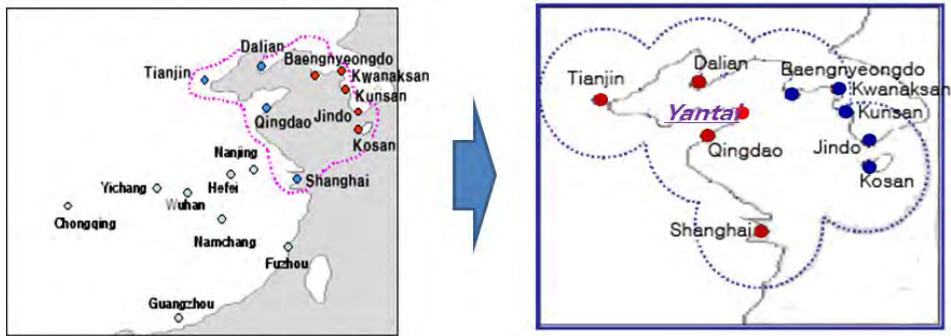 Dalian
Baengnyeongdo
Tianjin
Kwanaksan
Kunsan
Qingdao
Jindo
Kosan
Nanjing
Shanghai
Yichang
Hefei
Wuhan
Chongqing
Namchang
Fuzhou
Guangzhou
Dalian
Baengnyeongdo
Tianjin
Kwanaksan
Yantai
Kunsan
Qingdao
Jindo
Kosan
Shanghai